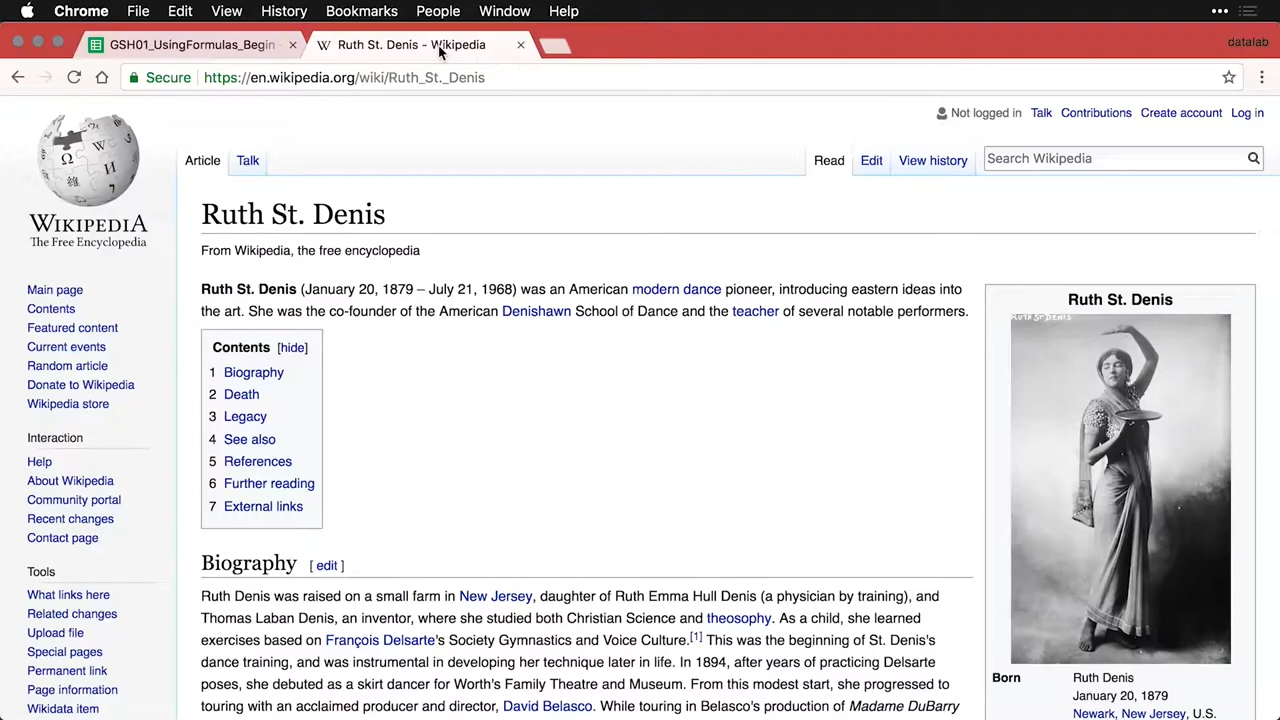 Chrome File Edit View History Bookmarks People Window Help
GSH01_UsingFormulas_Begin -
W Ruth St. Denis - Wikipedia
datalab
Secure https://en.wikipedia.org/wiki/Ruth_St._Denis
Not logged in Talk Contributions Create account Log in
Article Talk Read Edit View history Search Wikipedia
WIKIPEDIA
The Free Encyclopedia
Main page
Contents
Featured content
Current events
Random article
Donate to Wikipedia
Wikipedia store
Interaction
Help
About Wikipedia
Community portal
Recent changes
Contact page
Tools
What links here
Related changes
Upload file
Special pages
Permanent link
Page information
Wikidata item
Ruth St. Denis
From Wikipedia, the free encyclopedia
Ruth St. Denis (January 20, 1879 – July 21, 1968) was an American modern dance pioneer, introducing eastern ideas into
the art. She was the co-founder of the American Denishawn School of Dance and the teacher of several notable performers.
Contents [hide]
1 Biography
2 Death
3 Legacy
4 See also
5 References
6 Further reading
7 External links
Biography [ edit ]
Ruth Denis was raised on a small farm in New Jersey, daughter of Ruth Emma Hull Denis (a physician by training), and
Thomas Laban Denis, an inventor, where she studied both Christian Science and theosophy. As a child, she learned
exercises based on François Delsarte's Society Gymnastics and Voice Culture.[1] This was the beginning of St. Denis's
dance training, and was instrumental in developing her technique later in life. In 1894, after years of practicing Delsarte
poses, she debuted as a skirt dancer for Worth's Family Theatre and Museum. From this modest start, she progressed to
touring with an acclaimed producer and director, David Belasco. While touring in Belasco's production of Madame DuBarry
Ruth St. Denis
RUTH ST DENIS
Born Ruth Denis
January 20, 1879
Newark, New Jersey, U.S.